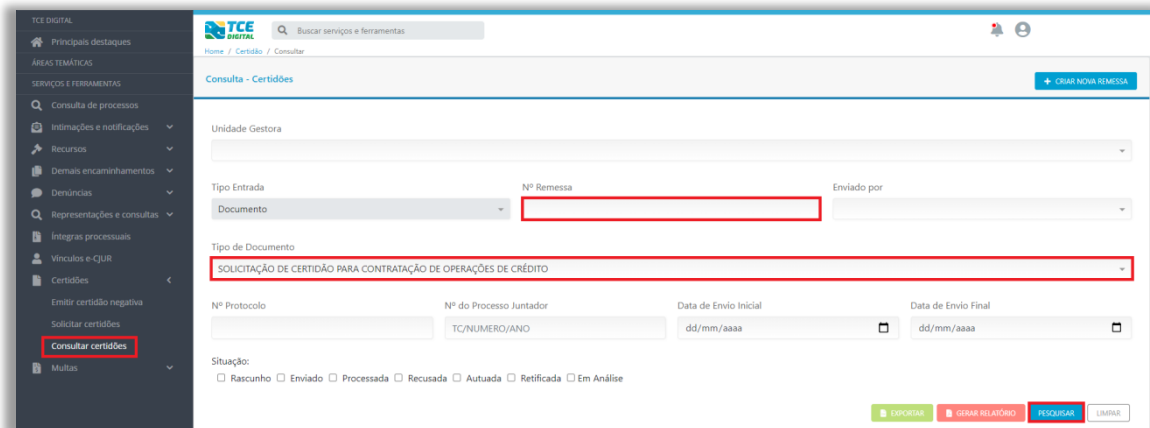 TCE DIGITAL
Principais destaques
ÁREAS TEMÁTICAS
SERVIÇOS E FERRAMENTAS
Consulta de processos
Intimações e notificações
Recursos
Demais encaminhamentos
Denúncias
Representações e consultas
Íntegras processuais
Vínculos e-CJUR
Certidões
Emitir certidão negativa
Solicitar certidões
Consultar certidões
Multas
TCE DIGITAL
Buscar serviços e ferramentas
Home / Certidão / Consultar
Consulta - Certidões
+ CRIAR NOVA REMESSA
Unidade Gestora
Tipo Entrada Nº Remessa Enviado por
Documento
Tipo de Documento
SOLICITAÇÃO DE CERTIDÃO PARA CONTRATAÇÃO DE OPERAÇÕES DE CRÉDITO
Nº Protocolo Nº do Processo Juntador Data de Envio Inicial Data de Envio Final
TC/NUMERO/ANO dd/mm/aaaa dd/mm/aaaa
Situação:
Rascunho Enviado Processada Recusada Autuada Retificada Em Análise
EXPORTAR GERAR RELATÓRIO PESQUISAR LIMPAR